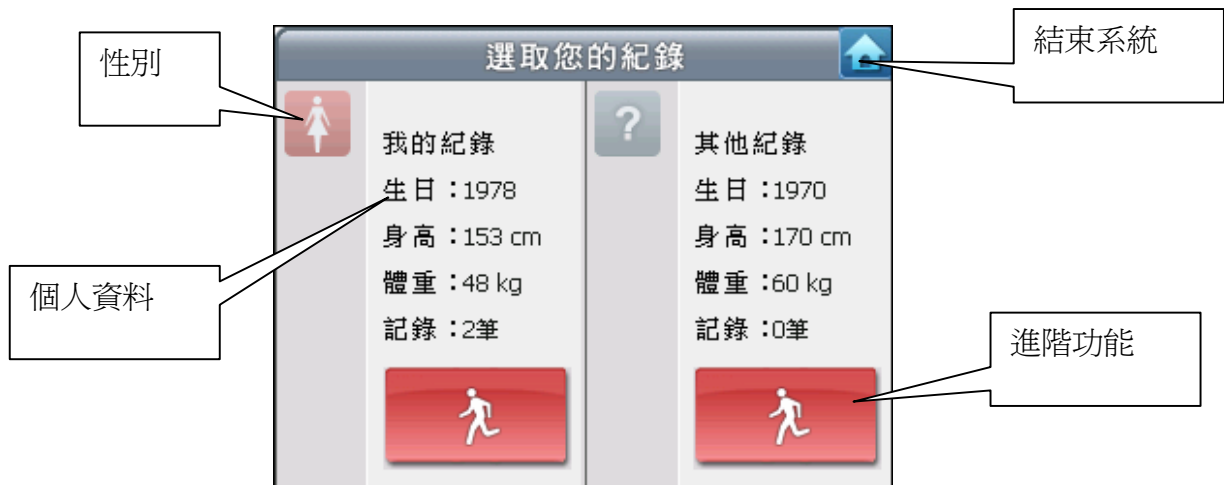 性別
選取您的紀錄
結束系統
?
我的紀錄
生日：1978
身高：153 cm
體重：48 kg
記錄：2筆
其他紀錄
生日：1970
身高：170 cm
體重：60 kg
記錄：0筆
個人資料
進階功能